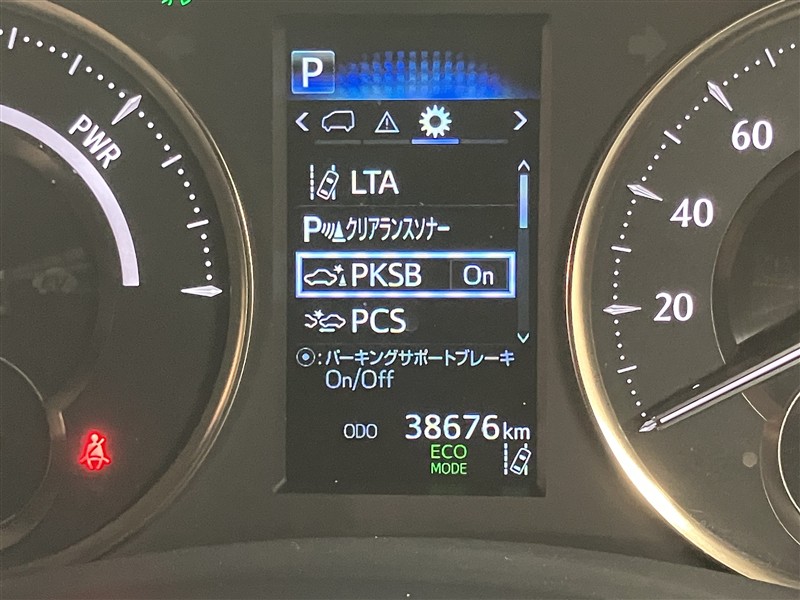 P
PWR
LTA
Pクリアランスソナー
PKSB On
PCS
:パーキングサポートブレーキ
On/Off
ODO 38676km
ECO
MODE
60
40
20